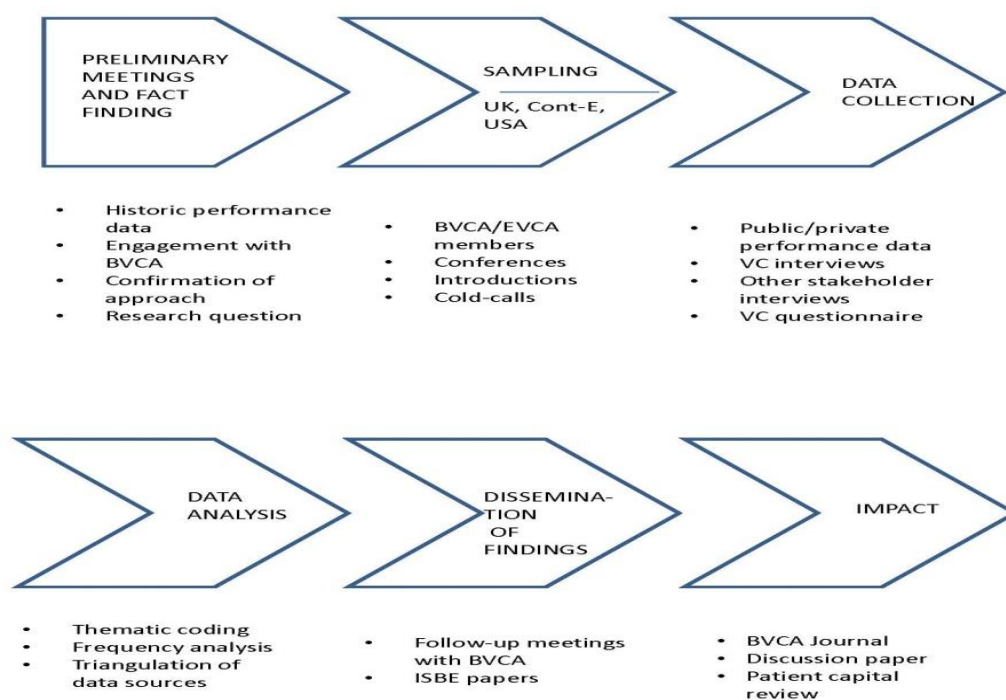 PRELIMINARY
MEETINGS
AND FACT
FINDING
SAMPLING
UK, Cont-E,
USA
DATA
COLLECTION
• Historic performance
data
• Engagement with
BVCA
• Confirmation of
approach
• Research question
• BVCA/EVCA
members
• Conferences
• Introductions
• Cold-calls
• Public/private
performance data
• VC interviews
• Other stakeholder
interviews
• VC questionnaire
DATA
ANALYSIS
DISSEMINA-
TION
OF
FINDINGS
IMPACT
• Thematic coding
• Frequency analysis
• Triangulation of
data sources
• Follow-up meetings
with BVCA
• ISBE papers
• BVCA Journal
• Discussion paper
• Patient capital
review